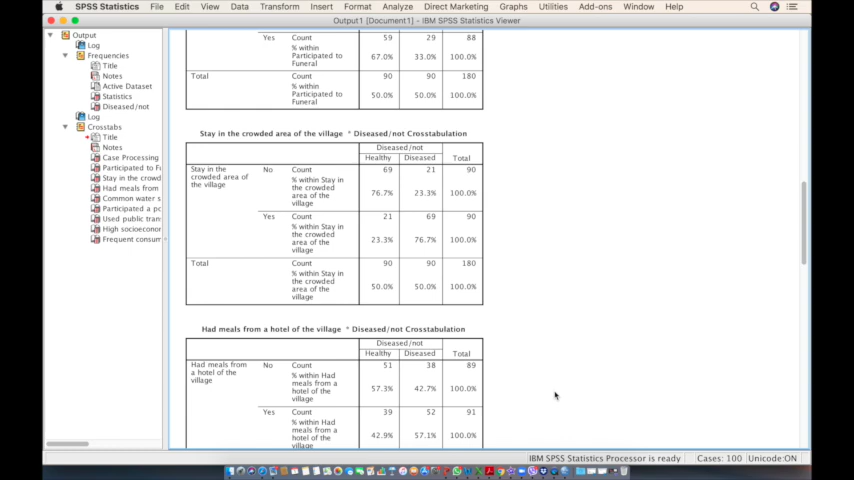 SPSS Statistics File Edit View Data Transform Insert Format Analyze Direct Marketing Graphs Utilities Add-ons Window Help
Output1 [Document1] - IBM SPSS Statistics Viewer
Output
Log
Frequencies
Title
Notes
Active Dataset
Statistics
Diseased/not
Log
Crosstabs
Title
Notes
Case Processing
Participated to Fu
Stay in the crowd
Had meals from
Common water s
Participated a po
Used public tran
High socioeconom
Frequent consum
Yes Count 59 29 88
% within Participated to Funeral 67.0% 33.0% 100.0%
Total Count 90 90 180
% within Participated to Funeral 50.0% 50.0% 100.0%
Stay in the crowded area of the village * Diseased/not Crosstabulation
Diseased/not
Healthy Diseased Total
Stay in the crowded area of the village No Count 69 21 90
% within Stay in the crowded area of the village 76.7% 23.3% 100.0%
Yes Count 21 69 90
% within Stay in the crowded area of the village 23.3% 76.7% 100.0%
Total Count 90 90 180
% within Stay in the crowded area of the village 50.0% 50.0% 100.0%
Had meals from a hotel of the village * Diseased/not Crosstabulation
Diseased/not
Healthy Diseased Total
Had meals from a hotel of the village No Count 51 38 89
% within Had meals from a hotel of the village 57.3% 42.7% 100.0%
Yes Count 39 52 91
% within Had meals from a hotel of the village 42.9% 57.1% 100.0%
IBM SPSS Statistics Processor is ready Cases: 100 Unicode:ON